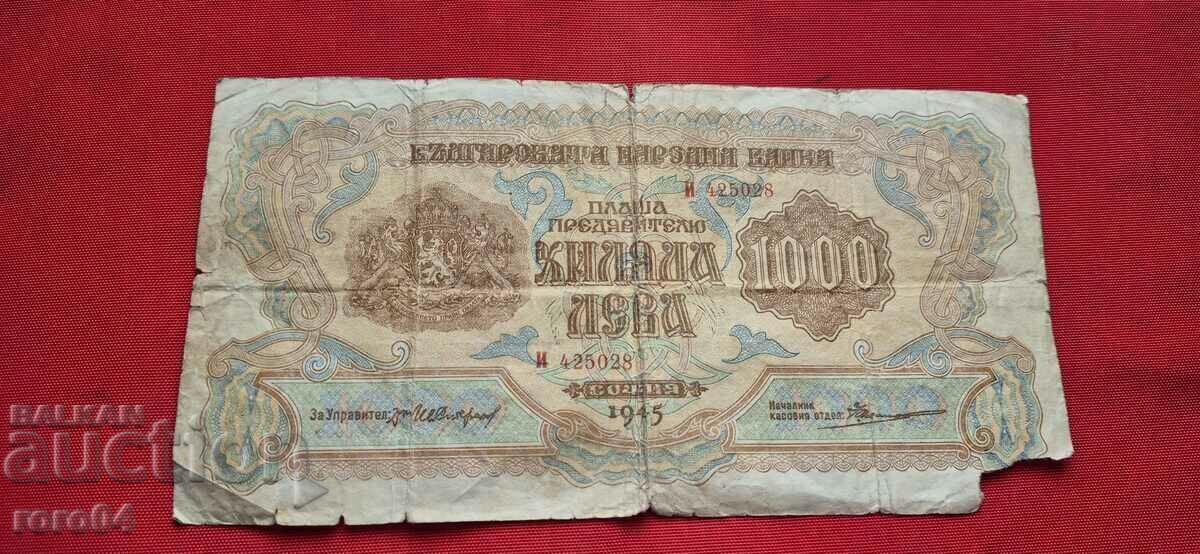 БЪЛГАРСКАТА НАРОДНА БАНКА
И 425028
ПЛАЩА
ПРЕДЯВИТЕЛЮ
ХИЛЯДА
ЛЕВА
1000
И 425028
СОФИЯ
1945
За Управител:
Началник
касовия отдел:
BALKAN
auction
roro64